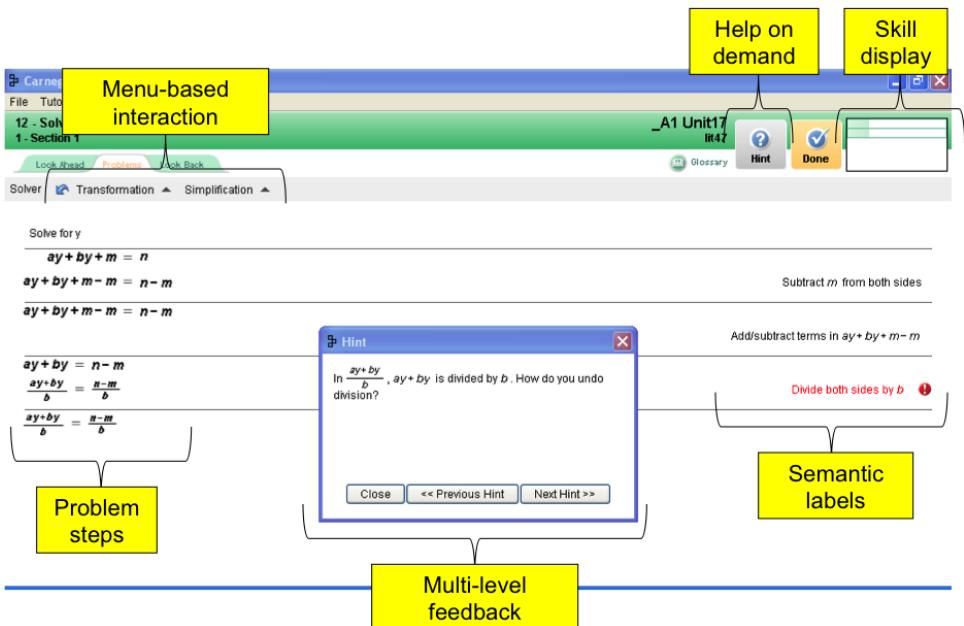 Help on
demand
Skill
display
Menu-based
interaction
Carneg
File Tuto
12 - Solv
1 - Section 1
_A1 Unit17
lit47
Hint
Done
Look Ahead Problems Look Back
Glossary
Solver Transformation Simplification
Solve for y
ay + by + m = n
ay + by + m − m = n − m
Subtract m from both sides
ay + by + m − m = n − m
Add/subtract terms in ay + by + m − m
ay + by = n − m
(ay+by)/b = (n−m)/b
Divide both sides by b
(ay+by)/b = (n−m)/b
Hint
In (ay+by)/b , ay + by is divided by b . How do you undo
division?
Close << Previous Hint Next Hint >>
Problem
steps
Semantic
labels
Multi-level
feedback